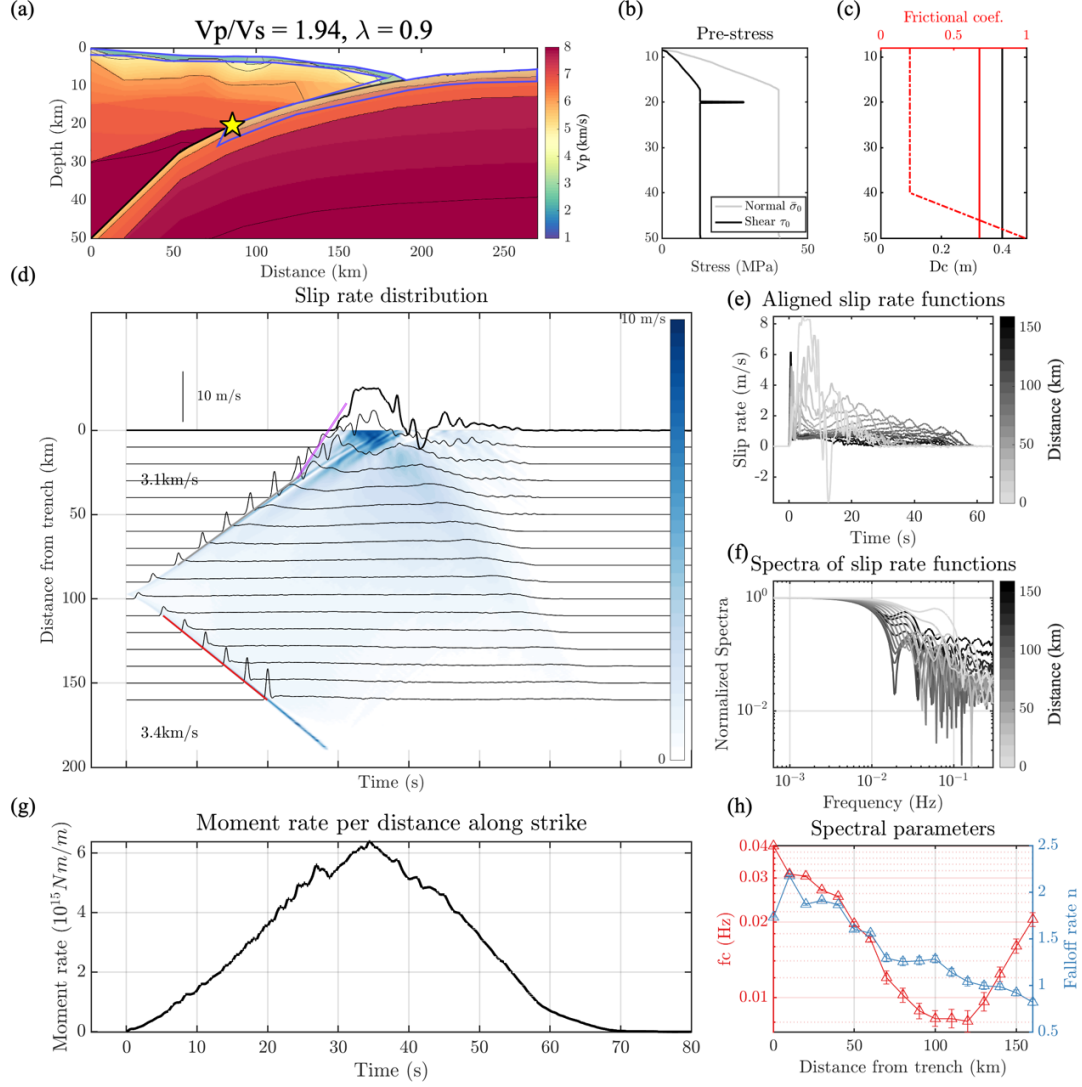 (a)
Vp/Vs = 1.94, λ = 0.9
0
10
20
30
40
50
Depth (km)
0 50 100 150 200 250
Distance (km)
8
7
6
5
4
3
2
1
Vp (km/s)
(b)
Pre-stress
10
20
30
40
50
Normal σ̄₀
Shear τ₀
0 50
Stress (MPa)
(c)
Frictional coef.
0 0.5 1
10
20
30
40
50
0 0.2 0.4
Dc (m)
(d)
Slip rate distribution
10 m/s
10 m/s
0
50
100
150
200
Distance from trench (km)
3.1km/s
3.4km/s
0
Time (s)
(e) Aligned slip rate functions
8
6
4
2
0
-2
Slip rate (m/s)
0 20 40 60
Time (s)
150
100
50
0
Distance (km)
(f)
Spectra of slip rate functions
10⁰
10⁻²
Normalized Spectra
10⁻³ 10⁻² 10⁻¹
Frequency (Hz)
150
100
50
0
Distance (km)
(g)
Moment rate per distance along strike
6
4
2
0
Moment rate (10¹⁵Nm/m)
0 10 20 30 40 50 60 70 80
Time (s)
(h)
Spectral parameters
0.04
0.03
0.02
0.01
fc (Hz)
2.5
2
1.5
1
0.5
Falloff rate n
0 50 100 150
Distance from trench (km)